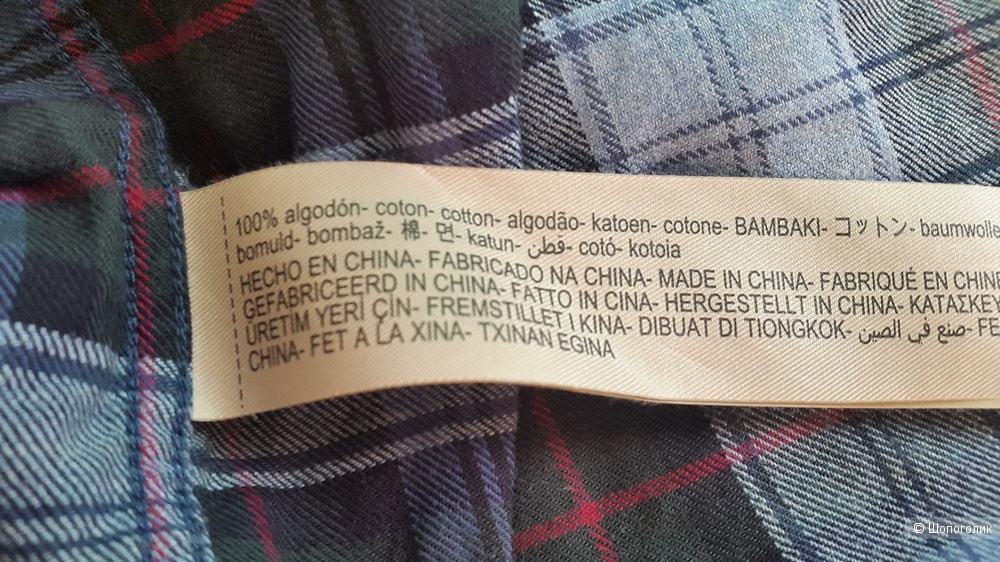 100% algodón- coton- cotton- algodão- katoen- cotone- BAMBAKI- コットン- baumwolle
bomuld- bombaž- 棉- 면- katun- قطن- cotó- kotoia
HECHO EN CHINA- FABRICADO NA CHINA- MADE IN CHINA- FABRIQUÉ EN CHINE
GEFABRICEERD IN CHINA- FATTO IN CINA- HERGESTELLT IN CHINA- ΚΑΤΑΣΚΕΥ
ÜRETİM YERİ ÇİN- FREMSTILLET I KINA- DIBUAT DI TIONGKOK- صنع في الصين- FE
CHINA- FET A LA XINA- TXINAN EGINA
© Шопоголик